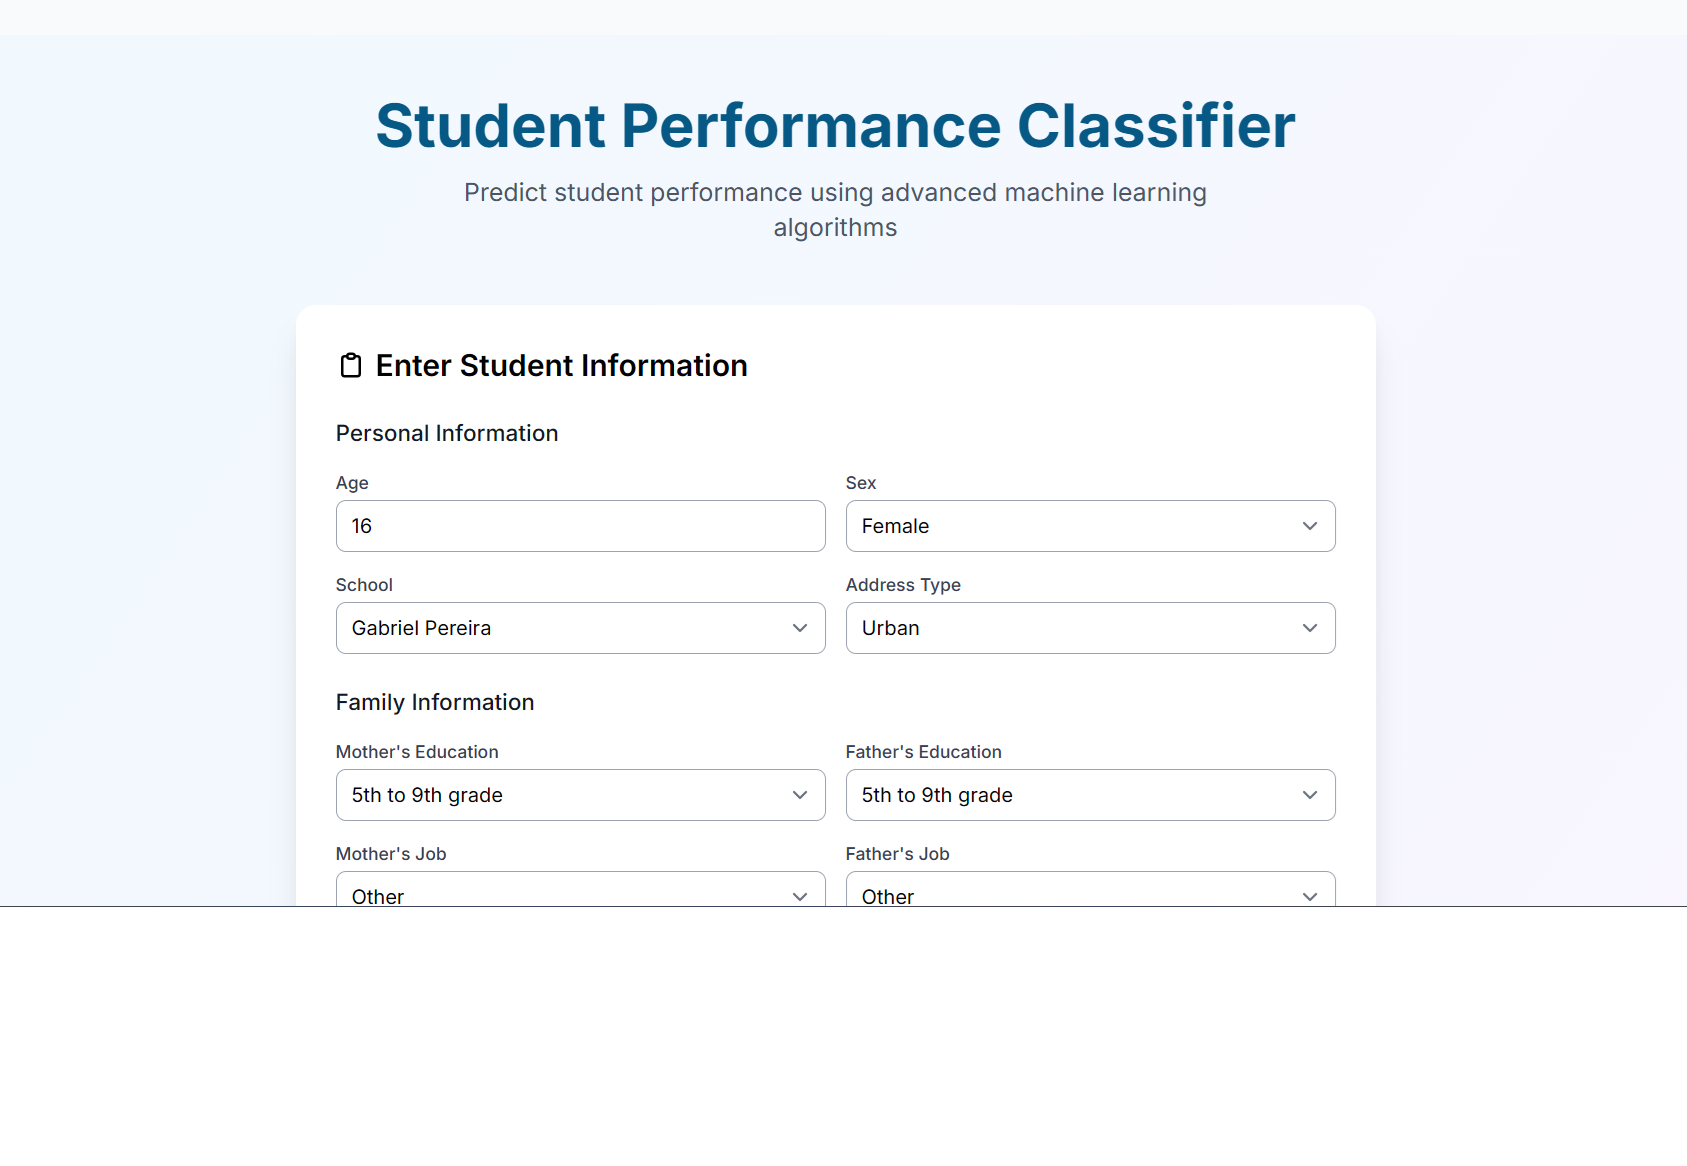 Student Performance Classifier
Predict student performance using advanced machine learning
algorithms
Enter Student Information
Personal Information
Age
Sex
16
Female
School
Address Type
Gabriel Pereira
Urban
Family Information
Mother's Education
Father's Education
5th to 9th grade
5th to 9th grade
Mother's Job
Father's Job
Other
Other